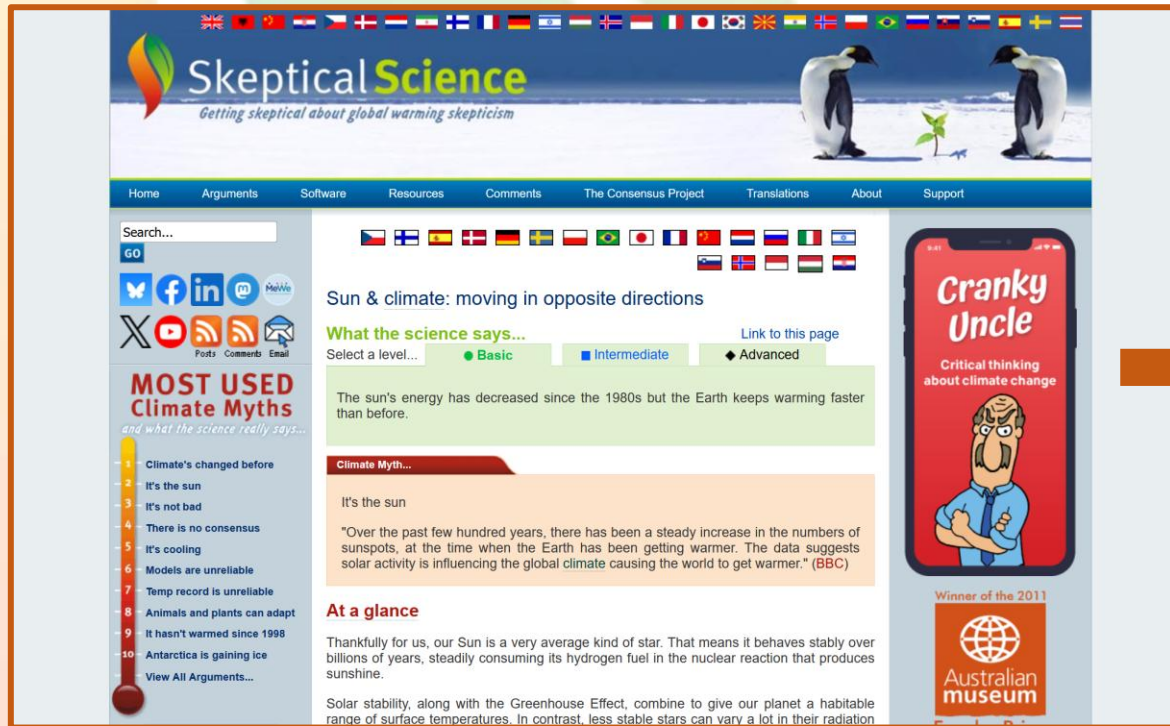 Skeptical Science
Getting skeptical about global warming skepticism
Home Arguments Software Resources Comments The Consensus Project Translations About Support
Search...
GO
MeWe
Posts Comments Email
MOST USED
Climate Myths
and what the science really says...
1 Climate's changed before
2 It's the sun
3 It's not bad
4 There is no consensus
5 It's cooling
6 Models are unreliable
7 Temp record is unreliable
8 Animals and plants can adapt
9 It hasn't warmed since 1998
10 Antarctica is gaining ice
View All Arguments...
Sun & climate: moving in opposite directions
What the science says...
Link to this page
Select a level... Basic Intermediate Advanced
The sun's energy has decreased since the 1980s but the Earth keeps warming faster
than before.
Climate Myth...
It's the sun
"Over the past few hundred years, there has been a steady increase in the numbers of
sunspots, at the time when the Earth has been getting warmer. The data suggests
solar activity is influencing the global climate causing the world to get warmer." (BBC)
At a glance
Thankfully for us, our Sun is a very average kind of star. That means it behaves stably over
billions of years, steadily consuming its hydrogen fuel in the nuclear reaction that produces
sunshine.
Solar stability, along with the Greenhouse Effect, combine to give our planet a habitable
range of surface temperatures. In contrast, less stable stars can vary a lot in their radiation
9:41
Cranky
Uncle
Critical thinking
about climate change
Winner of the 2011
Australian
museum